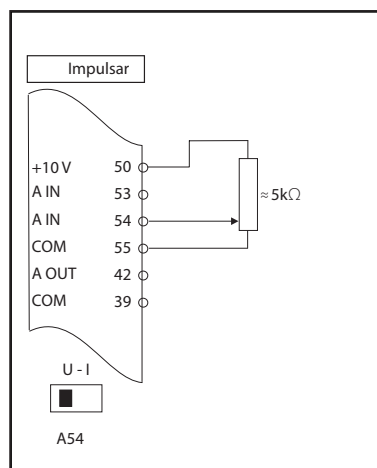 Impulsar
+10 V 50
A IN 53
A IN 54
≈ 5kΩ
COM 55
A OUT 42
COM 39
U - I
A54